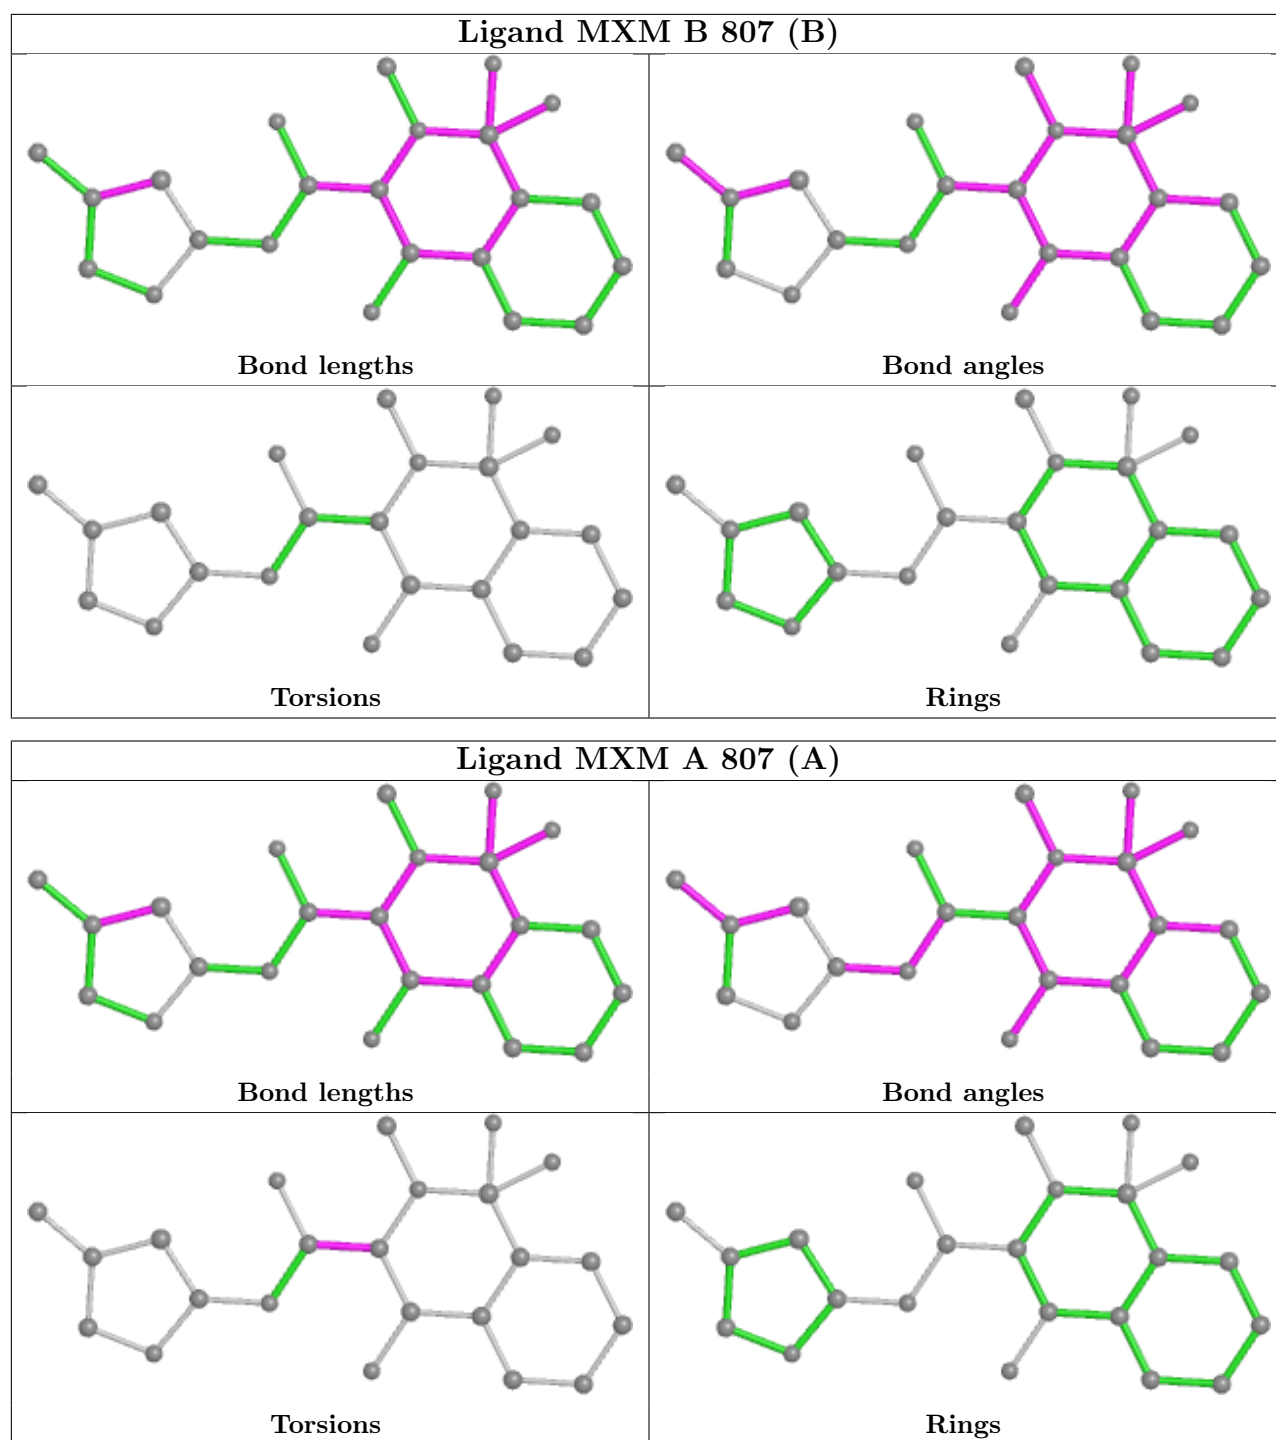 Ligand MXM B 807 (B)
Bond lengths
Bond angles
Torsions
Rings
Ligand MXM A 807 (A)
Bond lengths
Bond angles
Torsions
Rings